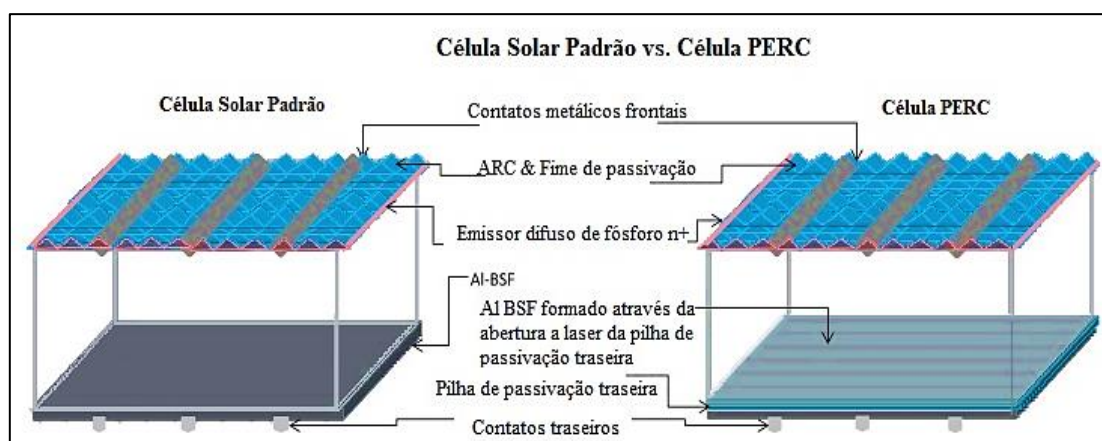 Célula Solar Padrão vs. Célula PERC
Célula Solar Padrão
Contatos metálicos frontais
Célula PERC
ARC & Fime de passivação
Emissor difuso de fósforo n+
Al-BSF
Al BSF formado através da
abertura a laser da pilha de
passivação traseira
Pilha de passivação traseira
Contatos traseiros